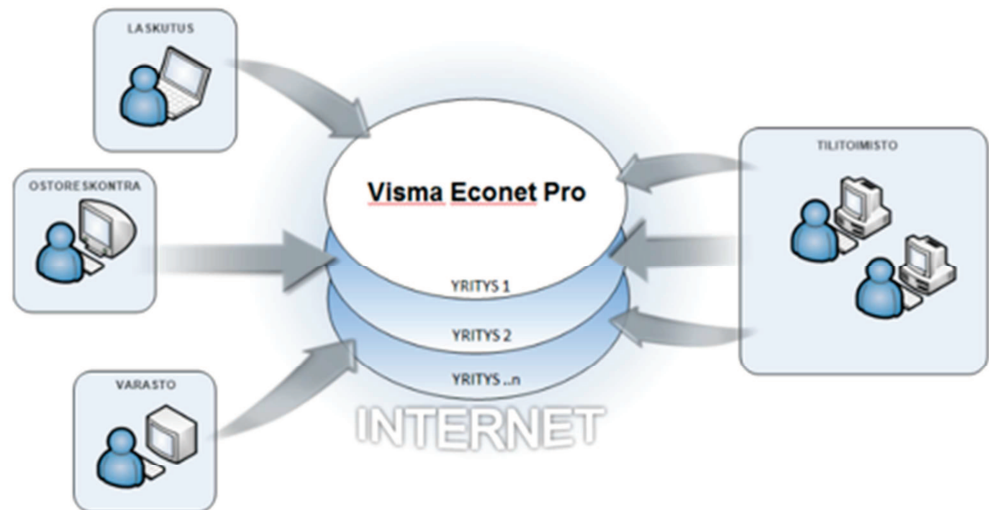 LASKUTUS
OSTORESKONTRA
VARASTO
Visma Econet Pro
YRITYS 1
YRITYS 2
YRITYS ..n
INTERNET
TILITOIMISTO